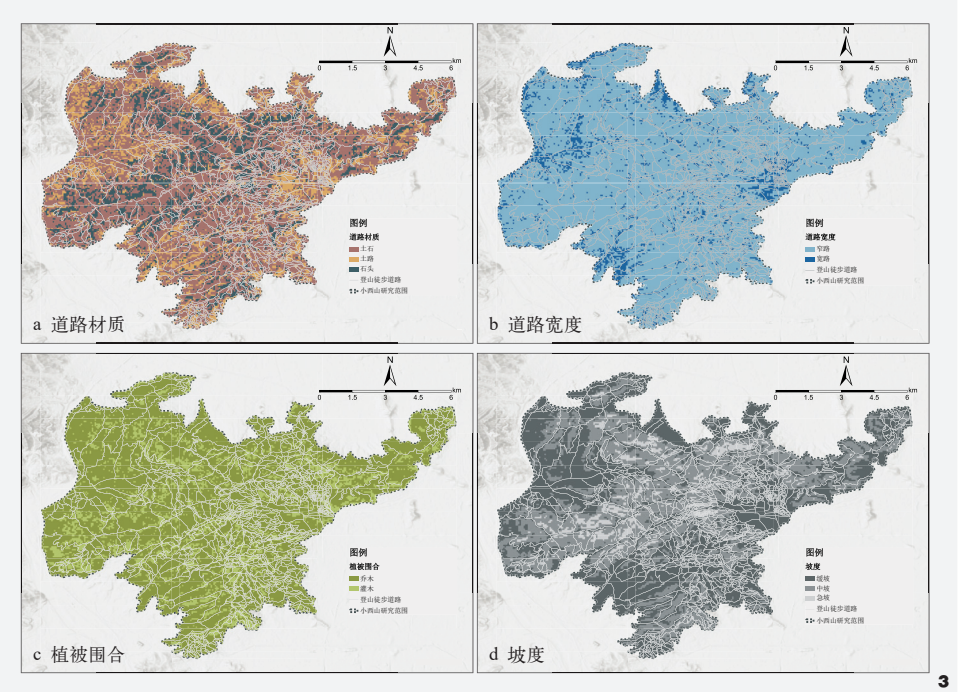 N
km
0 1.5 3 4.5 6
图例
道路材质
土石
土路
石头
登山徒步道路
小西山研究范围
a 道路材质
N
km
0 1.5 3 4.5 6
图例
道路宽度
窄路
宽路
登山徒步道路
小西山研究范围
b 道路宽度
N
km
0 1.5 3 4.5 6
图例
植被围合
乔木
灌木
登山徒步道路
小西山研究范围
c 植被围合
N
km
0 1.5 3 4.5 6
图例
坡度
缓坡
中坡
急坡
登山徒步道路
小西山研究范围
d 坡度
3